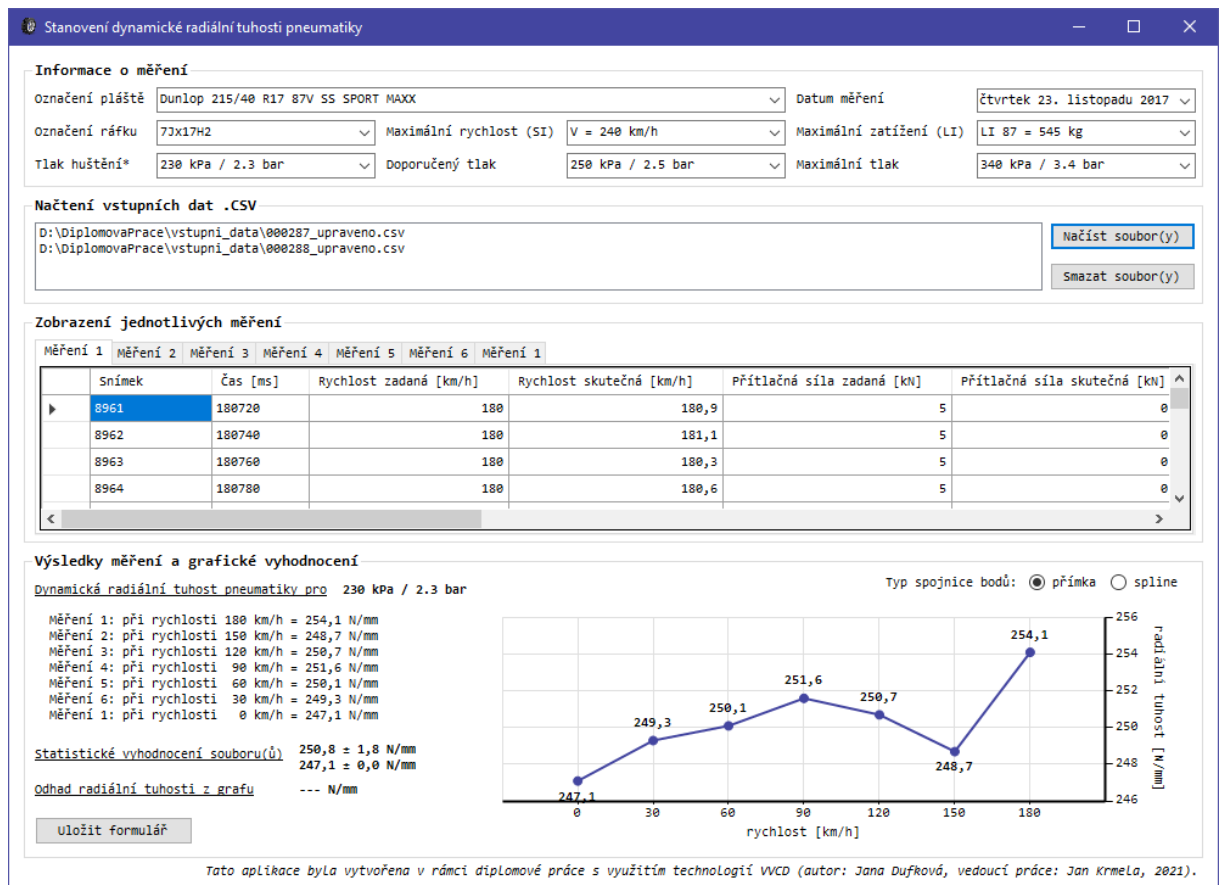 Stanovení dynamické radiální tuhosti pneumatiky
Informace o měření
Označení pláště Dunlop 215/40 R17 87V SS SPORT MAXX Datum měření čtvrtek 23. listopadu 2017
Označení ráfku 7Jx17H2 Maximální rychlost (SI) V = 240 km/h Maximální zatížení (LI) LI 87 = 545 kg
Tlak huštění* 230 kPa / 2.3 bar Doporučený tlak 250 kPa / 2.5 bar Maximální tlak 340 kPa / 3.4 bar
Načtení vstupních dat .CSV
D:\DiplomovaPrace\vstupni_data\000287_upraveno.csv
D:\DiplomovaPrace\vstupni_data\000288_upraveno.csv
Načíst soubor(y)
Smazat soubor(y)
Zobrazení jednotlivých měření
Měření 1 Měření 2 Měření 3 Měření 4 Měření 5 Měření 6 Měření 1
Snímek Čas [ms] Rychlost zadaná [km/h] Rychlost skutečná [km/h] Přítlačná síla zadaná [kN] Přítlačná síla skutečná [kN]
8961 180720 180 180,9 5 0
8962 180740 180 181,1 5 0
8963 180760 180 180,3 5 0
8964 180780 180 180,6 5 0
Výsledky měření a grafické vyhodnocení
Dynamická radiální tuhost pneumatiky pro 230 kPa / 2.3 bar
Měření 1: při rychlosti 180 km/h = 254,1 N/mm
Měření 2: při rychlosti 150 km/h = 248,7 N/mm
Měření 3: při rychlosti 120 km/h = 250,7 N/mm
Měření 4: při rychlosti 90 km/h = 251,6 N/mm
Měření 5: při rychlosti 60 km/h = 250,1 N/mm
Měření 6: při rychlosti 30 km/h = 249,3 N/mm
Měření 1: při rychlosti 0 km/h = 247,1 N/mm
Statistické vyhodnocení souboru(ů) 250,8 ± 1,8 N/mm
247,1 ± 0,0 N/mm
Odhad radiální tuhosti z grafu --- N/mm
Uložit formulář
Typ spojnice bodů: přímka spline
256
254
252
250
248
246
radiální tuhost [N/mm]
247,1
249,3
250,1
251,6
250,7
248,7
254,1
0 30 60 90 120 150 180
rychlost [km/h]
Tato aplikace byla vytvořena v rámci diplomové práce s využitím technologií VVCD (autor: Jana Dufková, vedoucí práce: Jan Krmela, 2021).